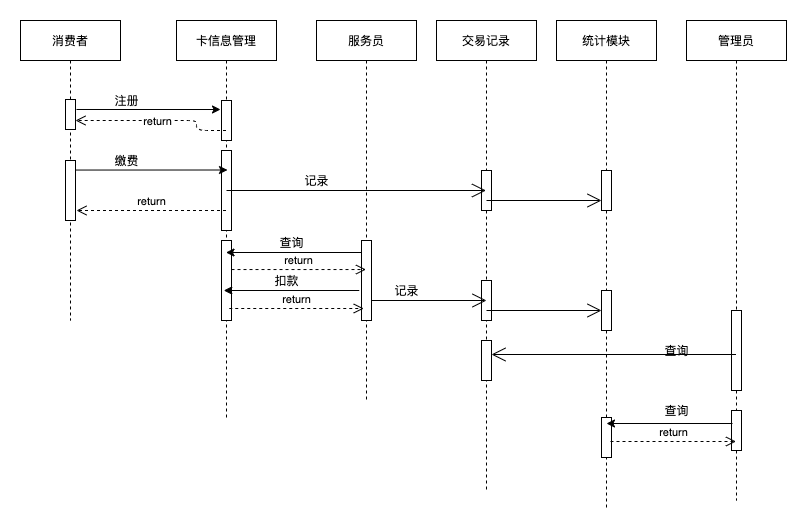 消费者
卡信息管理
服务员
交易记录
统计模块
管理员
注册
return
缴费
记录
return
查询
return
扣款
记录
return
查询
查询
return